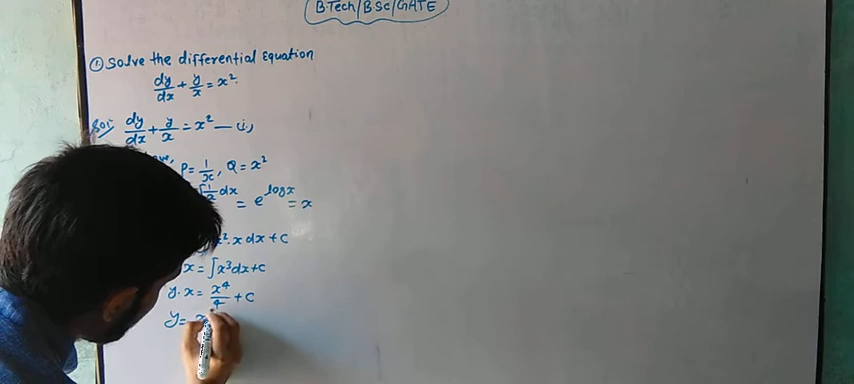 BTech/BSc/GATE
① Solve the differential Equation
dy/dx + y/x = x².
Sol: dy/dx + y/x = x² — (i)
P = 1/x, Q = x²
∫1/x dx = e^logx = x
x². x dx + C
x = ∫x³dx + C
y. x = x⁴/4 + C
y =